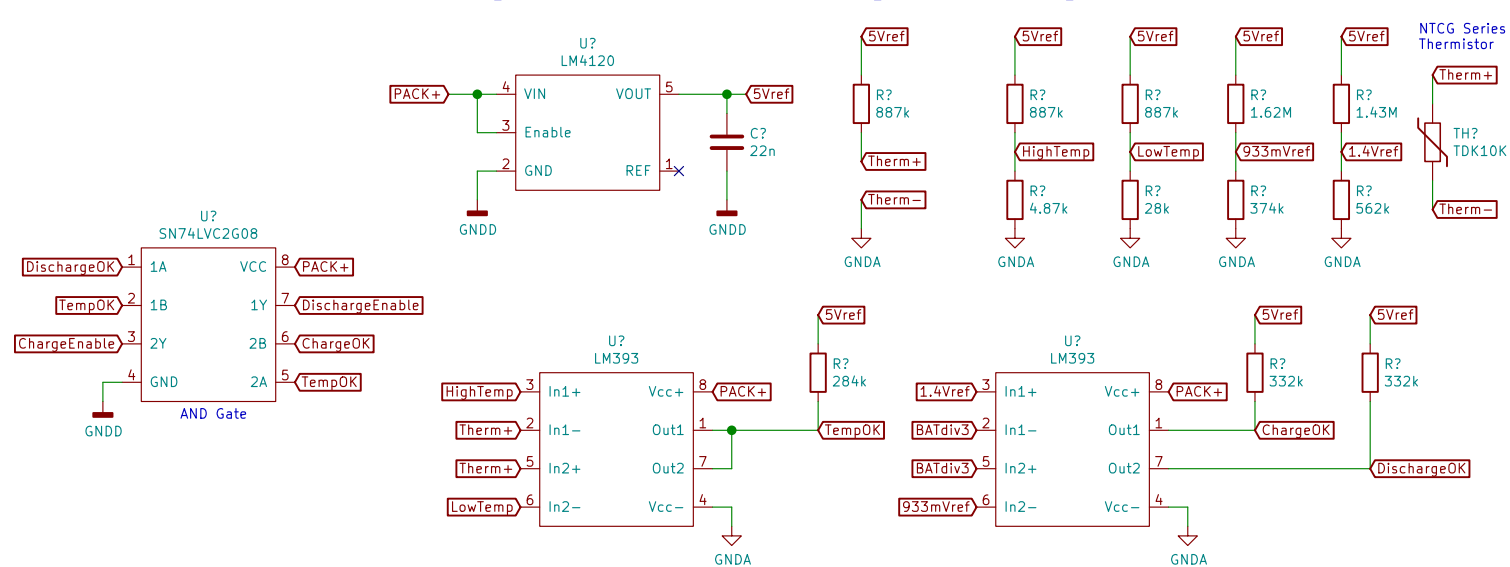 U?
LM4120
PACK+
4
VIN
VOUT
5
5Vref
3
Enable
2
GND
REF
1
C?
22n
GNDD
GNDD
5Vref
R?
887k
Therm+
Therm-
GNDA
5Vref
R?
887k
HighTemp
R?
4.87k
GNDA
5Vref
R?
887k
LowTemp
R?
28k
GNDA
5Vref
R?
1.62M
933mVref
R?
374k
GNDA
5Vref
R?
1.43M
1.4Vref
R?
562k
GNDA
NTCG Series
Thermistor
Therm+
TH?
TDK10K
Therm-
U?
SN74LVC2G08
DischargeOK
1
1A
VCC
8
PACK+
TempOK
2
1B
1Y
7
DischargeEnable
ChargeEnable
3
2Y
2B
6
ChargeOK
4
GND
2A
5
TempOK
AND Gate
GNDD
U?
LM393
HighTemp
3
In1+
Vcc+
8
PACK+
Therm+
2
In1-
Out1
1
TempOK
Therm+
5
In2+
Out2
7
LowTemp
6
In2-
Vcc-
4
GNDA
5Vref
R?
284k
U?
LM393
1.4Vref
3
In1+
Vcc+
8
PACK+
BATdiv3
2
In1-
Out1
1
ChargeOK
BATdiv3
5
In2+
Out2
7
DischargeOK
933mVref
6
In2-
Vcc-
4
GNDA
5Vref
R?
332k
5Vref
R?
332k